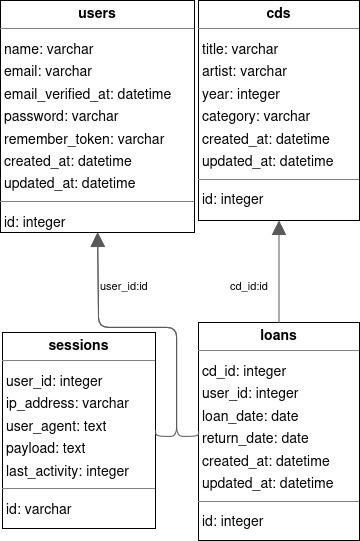 users
name: varchar
email: varchar
email_verified_at: datetime
password: varchar
remember_token: varchar
created_at: datetime
updated_at: datetime
id: integer
cds
title: varchar
artist: varchar
year: integer
category: varchar
created_at: datetime
updated_at: datetime
id: integer
user_id:id
cd_id:id
sessions
user_id: integer
ip_address: varchar
user_agent: text
payload: text
last_activity: integer
id: varchar
loans
cd_id: integer
user_id: integer
loan_date: date
return_date: date
created_at: datetime
updated_at: datetime
id: integer